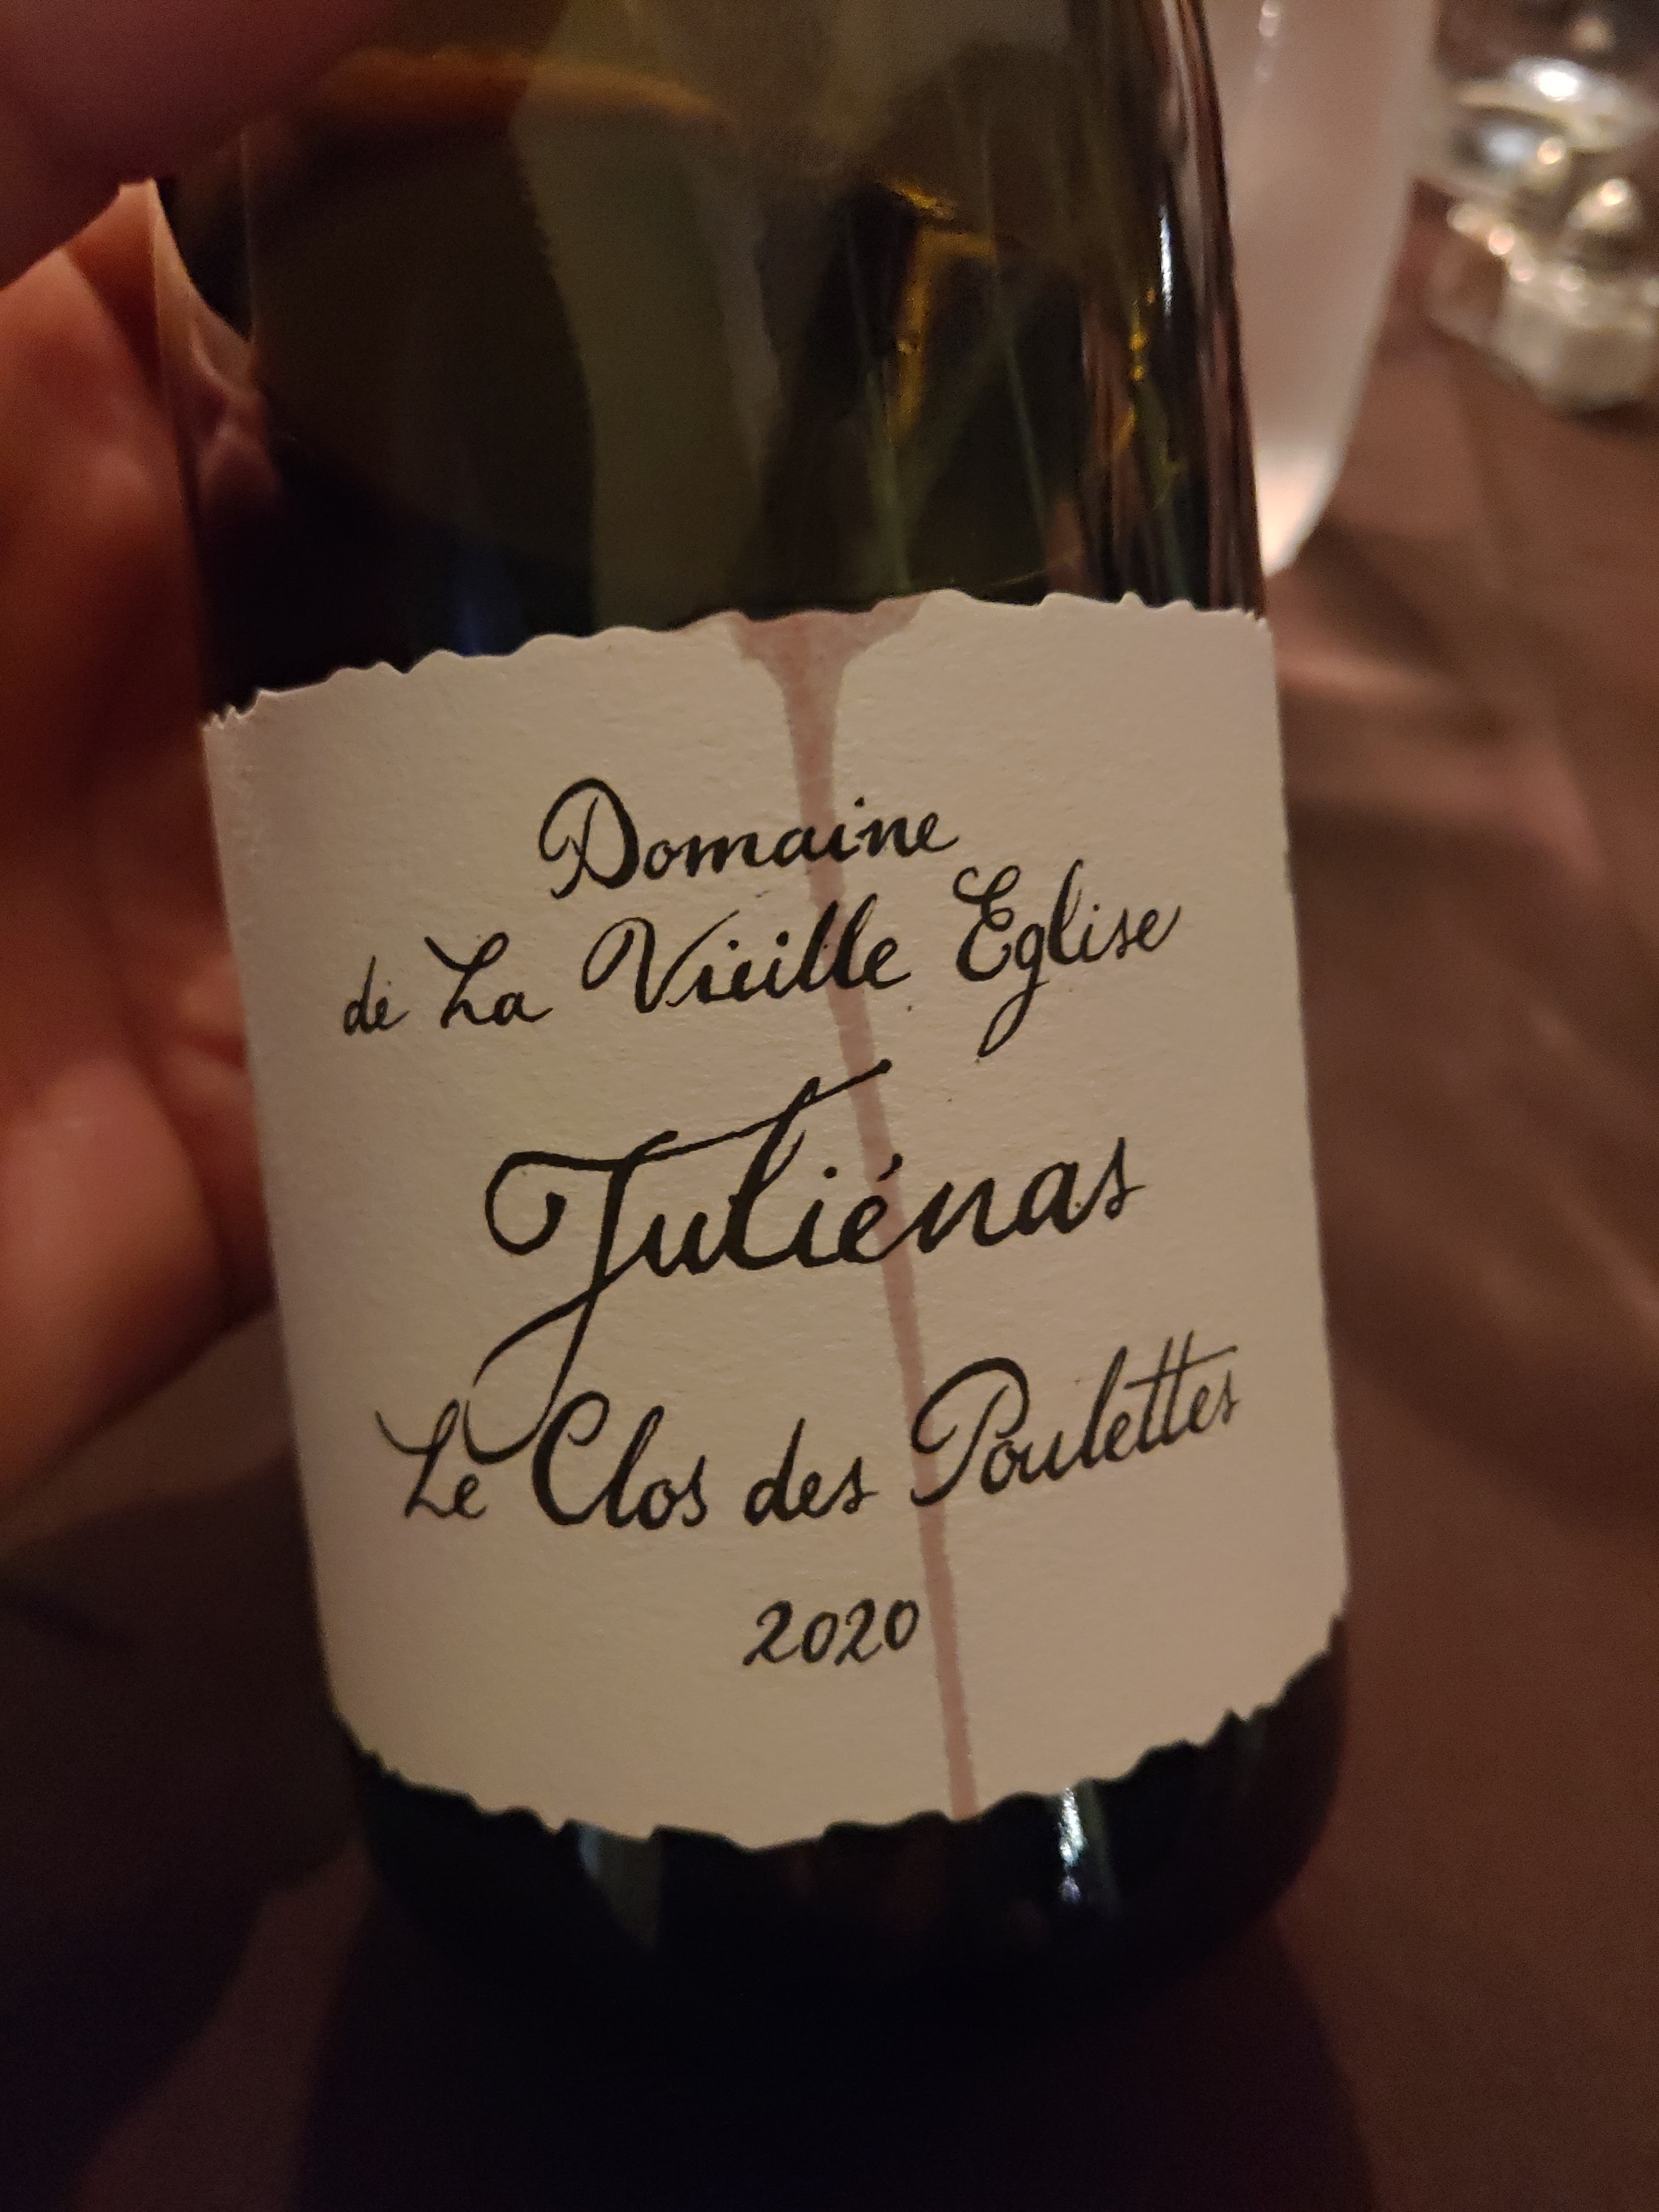 Domaine
de La Vieille Eglise
Juliénas
Le Clos des Poulettes
2020